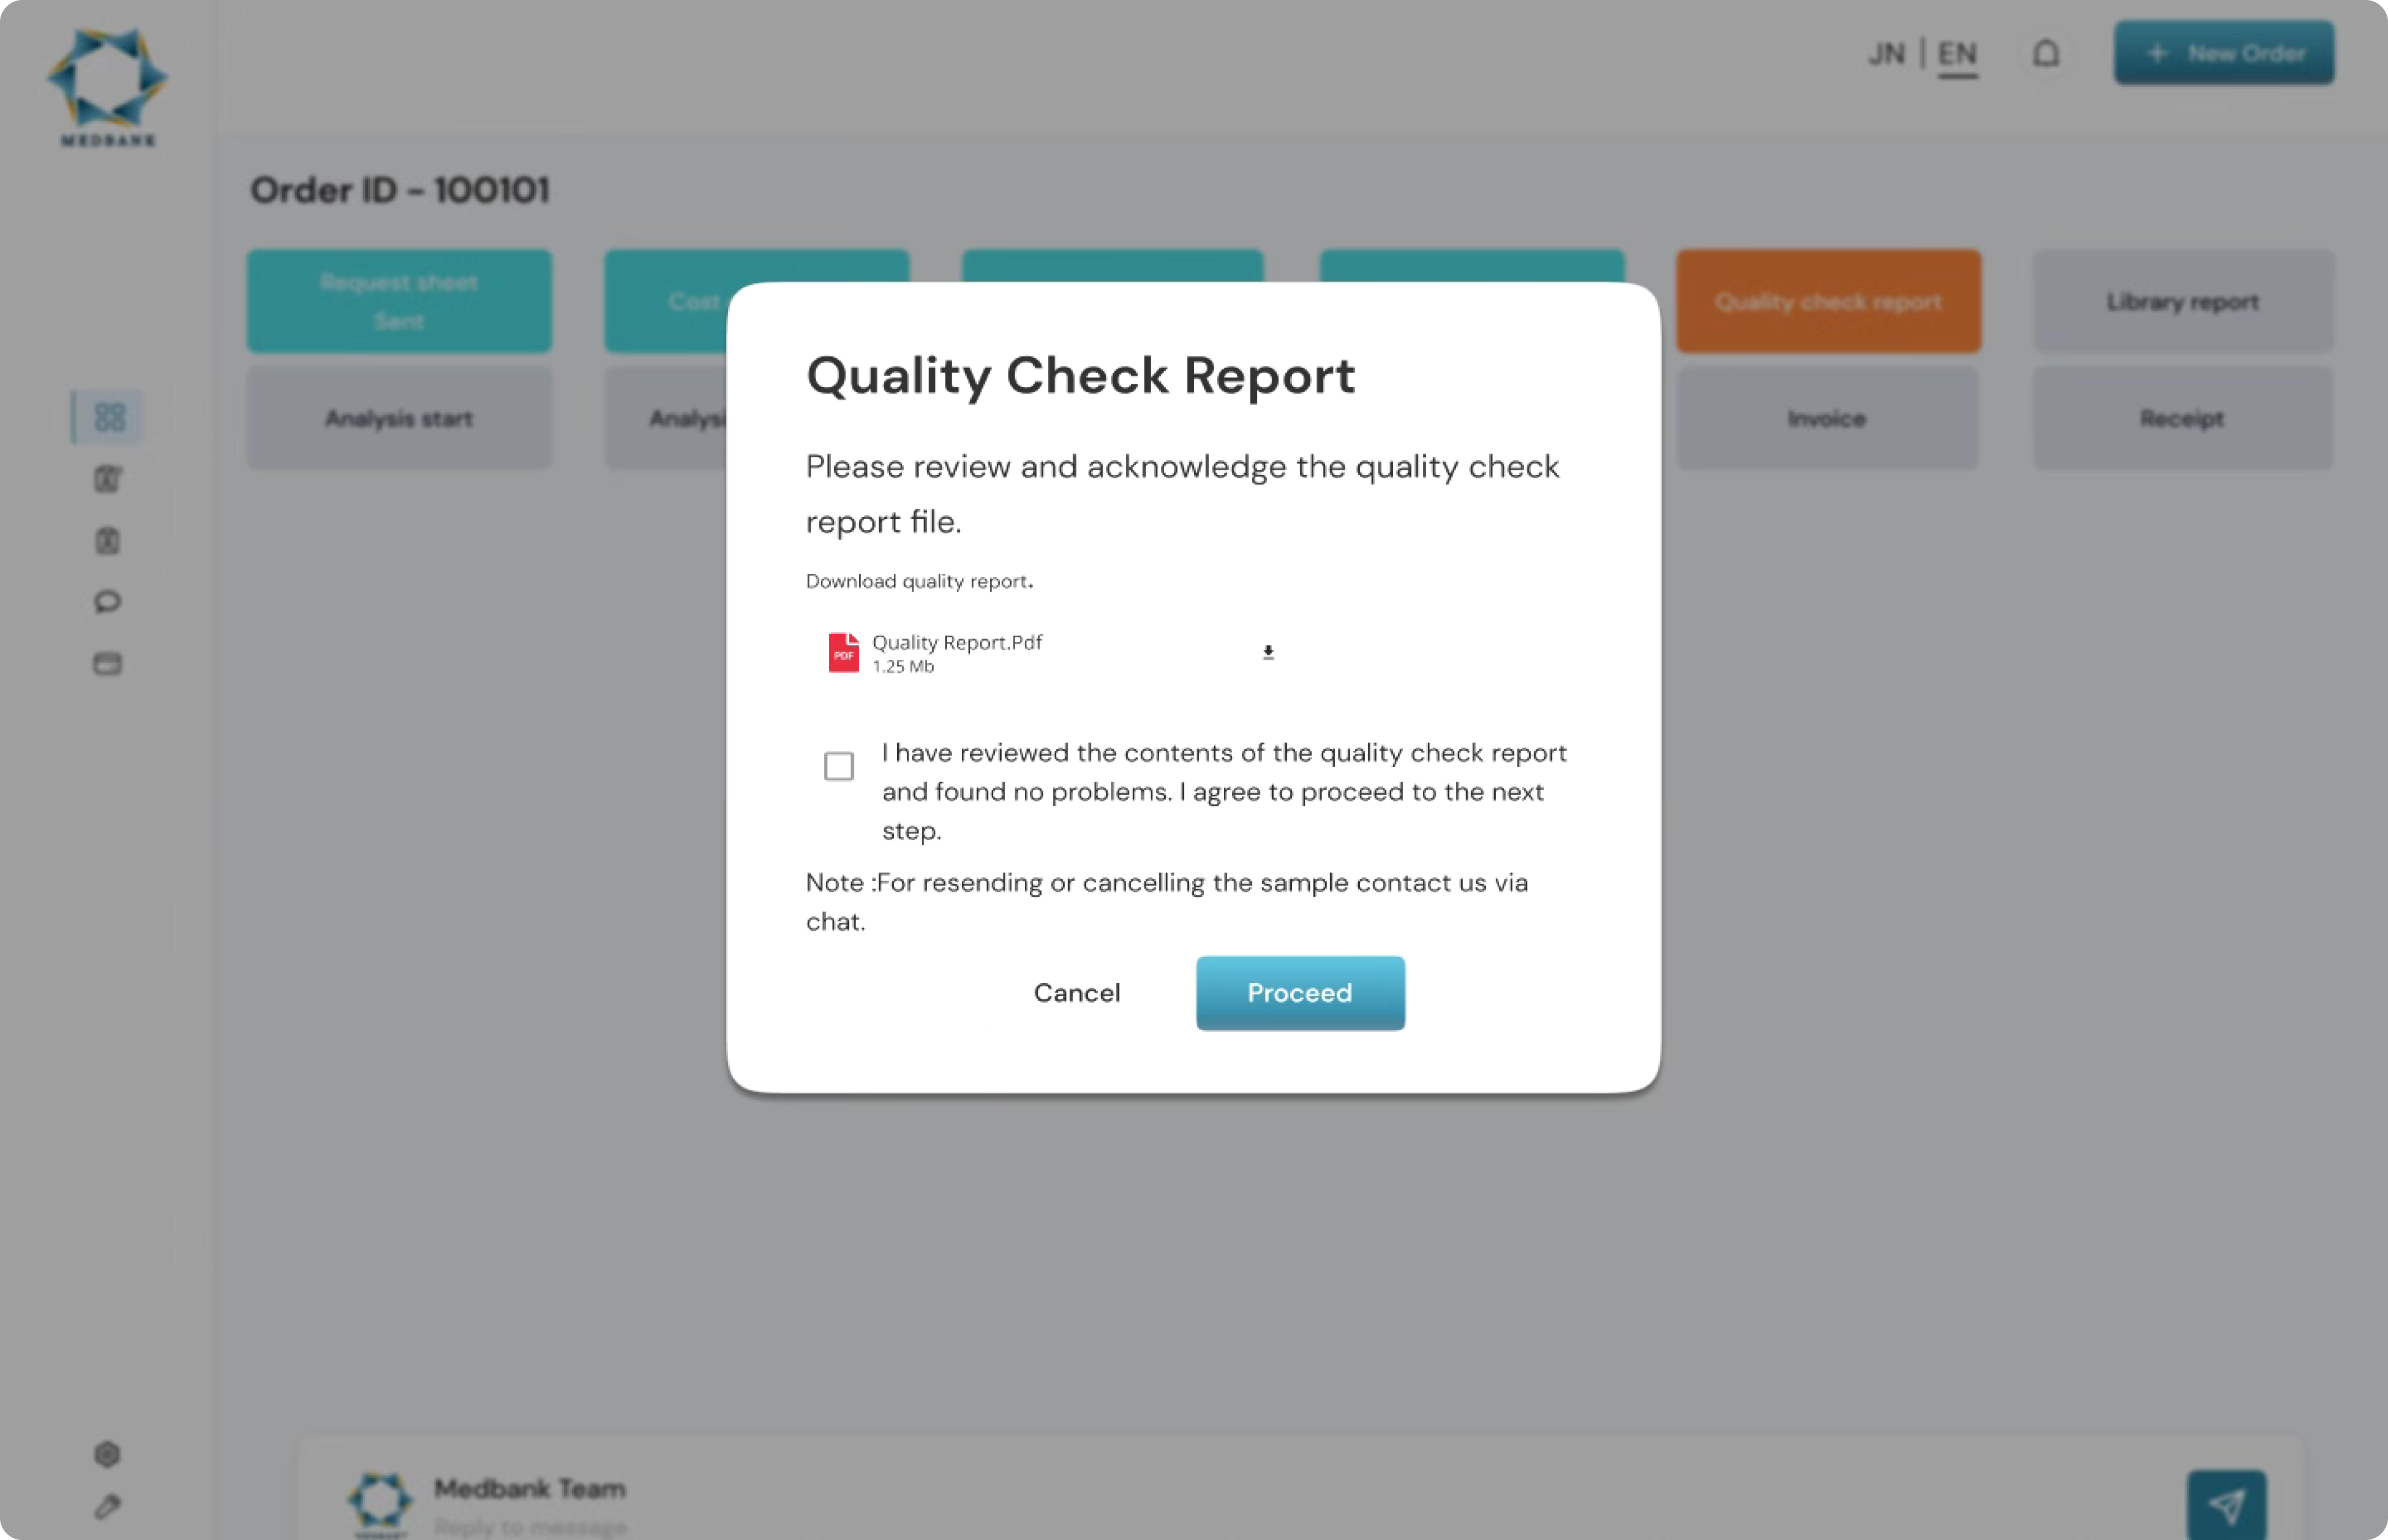 MEDBANK
JN | EN
+ New Order
Order ID - 100101
Request sheet
Sent
Cost
Quality check report
Library report
Analysis start
Invoice
Receipt
Quality Check Report
Please review and acknowledge the quality check
report file.
Download quality report.
PDF
Quality Report.Pdf
1.25 Mb
I have reviewed the contents of the quality check report
and found no problems. I agree to proceed to the next
step.
Note :For resending or cancelling the sample contact us via
chat.
Cancel
Proceed
Medbank Team
Reply to message